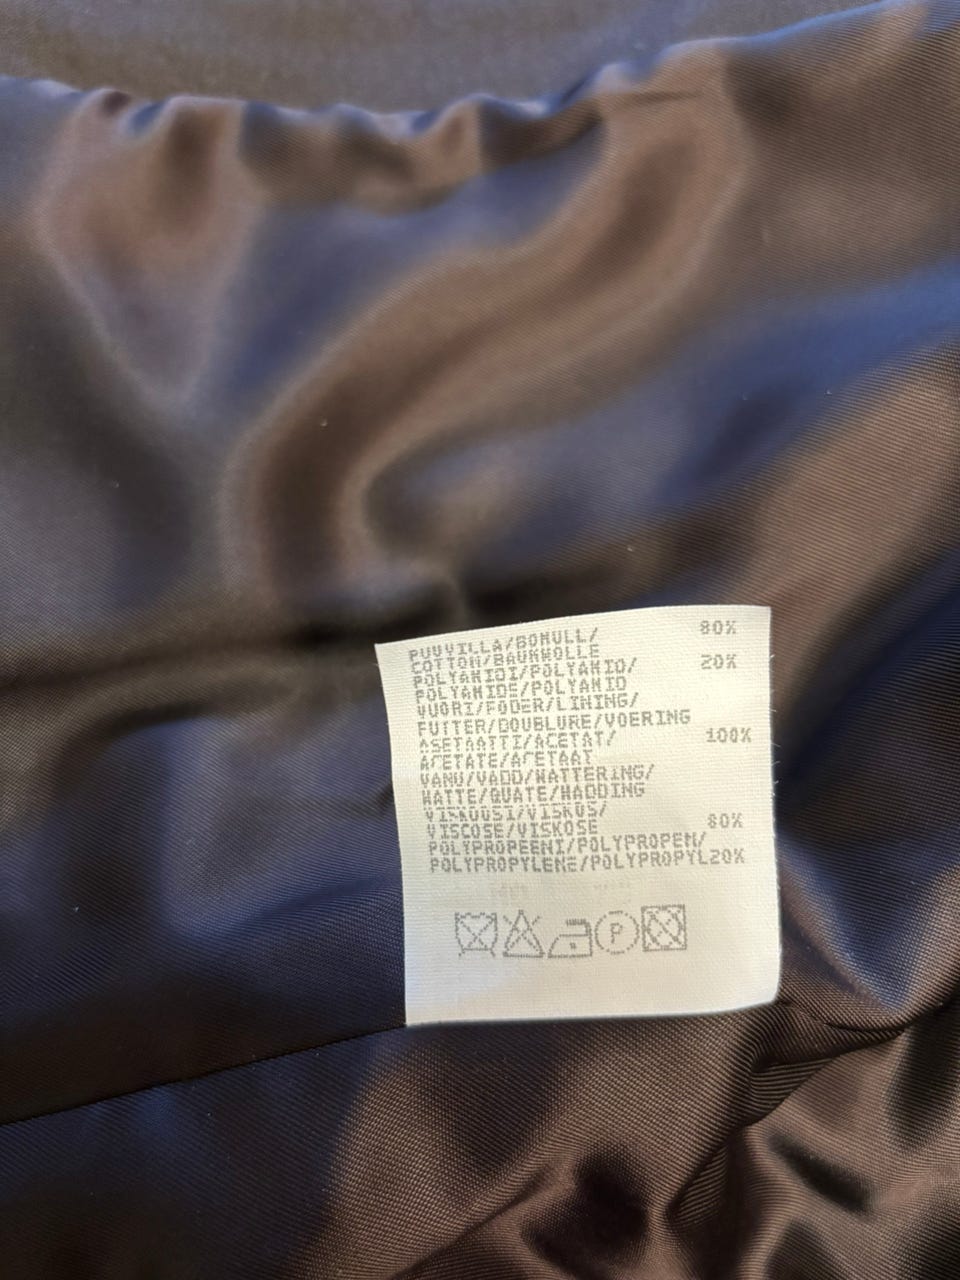 PUUVILLA/BOMULL/ 80%
COTTON/BAUMWOLLE
POLYAMIDI/POLYAMID/ 20%
POLYAMIDE/POLYAMID
VUORI/FODER/LINING/
FUTTER/DOUBLURE/VOERING
ASETAATTI/ACETAT/ 100%
ACETATE/ACETAAT
VANU/VADD/WATTERING/
WATTE/QUATE/WADDING
VISKOOSI/VISKOS/
VISCOSE/VISKOSE 80%
POLYPROPEENI/POLYPROPEN/
POLYPROPYLENE/POLYPROPYL20%
P